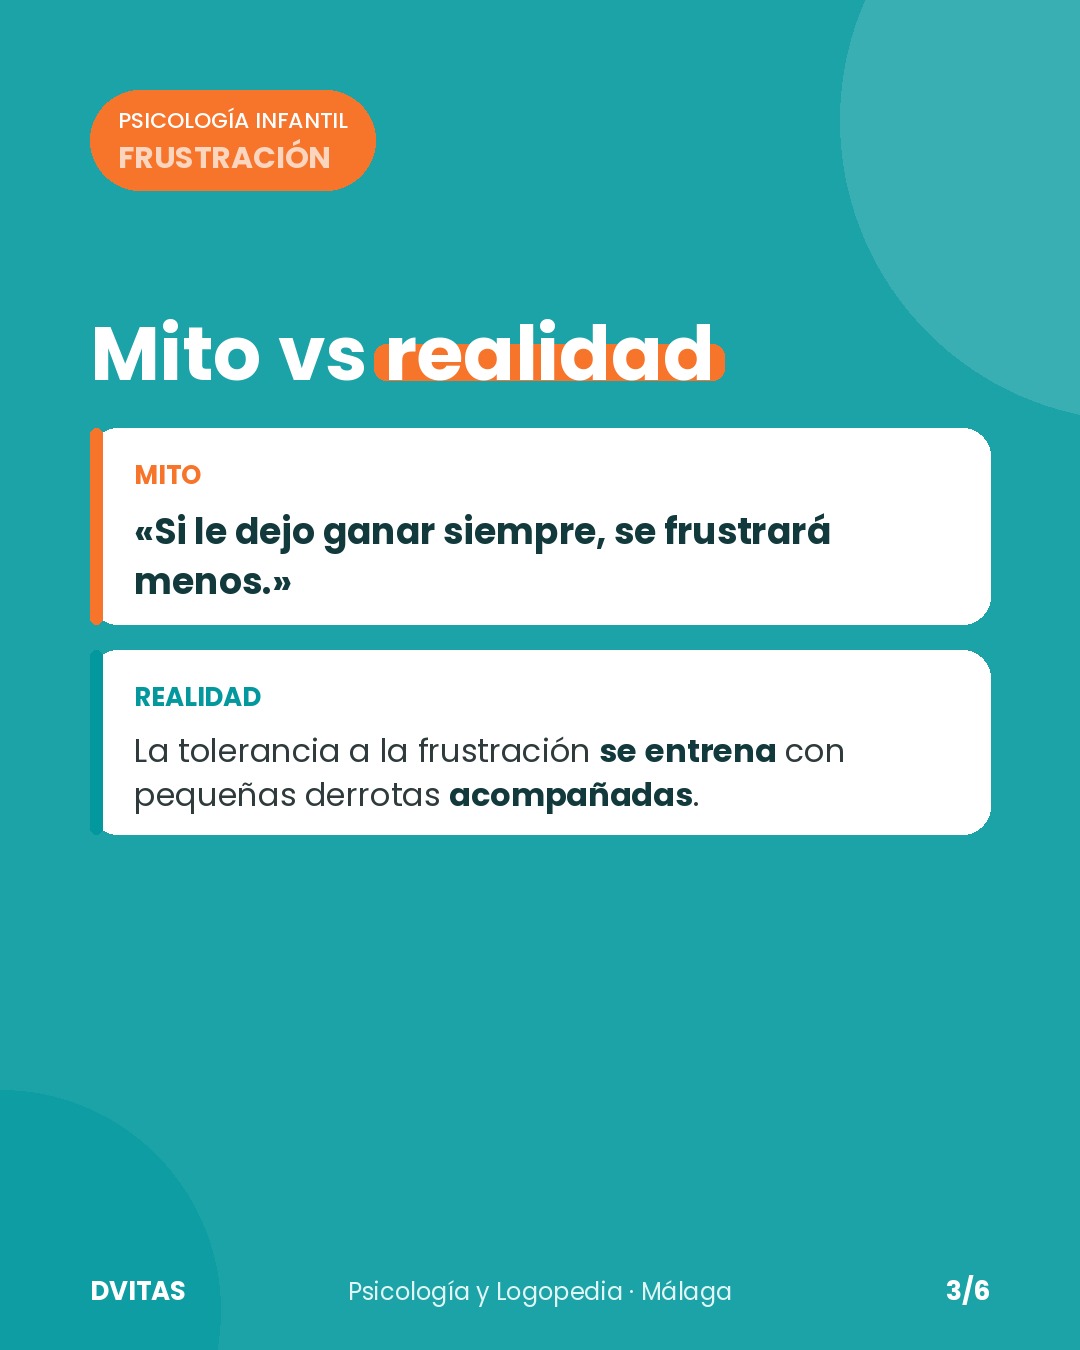 PSICOLOGÍA INFANTIL
FRUSTRACIÓN
Mito vs realidad
MITO
«Si le dejo ganar siempre, se frustrará
menos.»
REALIDAD
La tolerancia a la frustración se entrena con
pequeñas derrotas acompañadas.
DVITAS
Psicología y Logopedia · Málaga
3/6